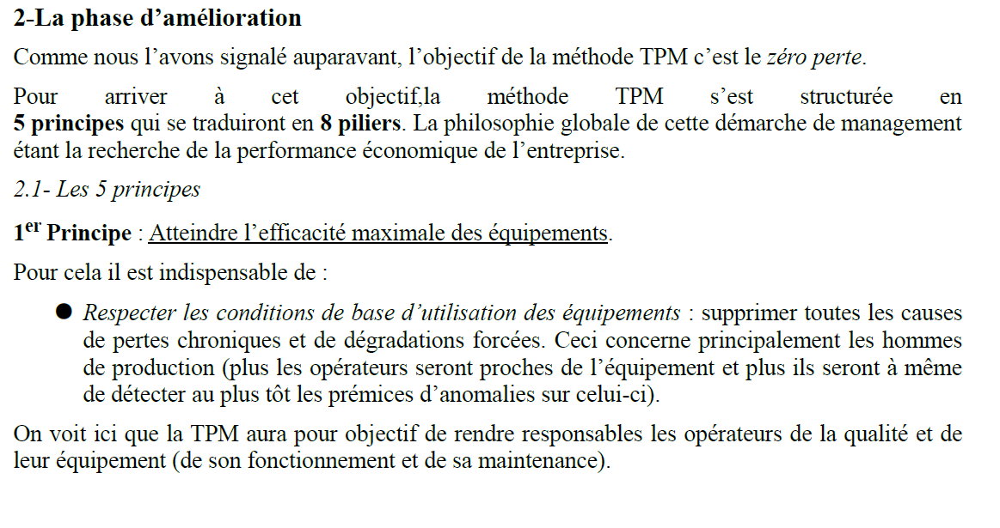 2-La phase d’amélioration
Comme nous l’avons signalé auparavant, l’objectif de la méthode TPM c’est le zéro perte.
Pour arriver à cet objectif,la méthode TPM s’est structurée en
5 principes qui se traduiront en 8 piliers. La philosophie globale de cette démarche de management
étant la recherche de la performance économique de l’entreprise.
2.1- Les 5 principes
1er Principe : Atteindre l’efficacité maximale des équipements.
Pour cela il est indispensable de :
● Respecter les conditions de base d’utilisation des équipements : supprimer toutes les causes
de pertes chroniques et de dégradations forcées. Ceci concerne principalement les hommes
de production (plus les opérateurs seront proches de l’équipement et plus ils seront à même
de détecter au plus tôt les prémices d’anomalies sur celui-ci).
On voit ici que la TPM aura pour objectif de rendre responsables les opérateurs de la qualité et de
leur équipement (de son fonctionnement et de sa maintenance).